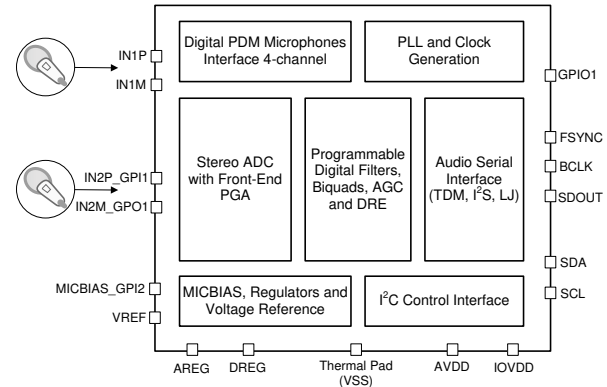 Digital PDM Microphones
Interface 4-channel
PLL and Clock
Generation
IN1P
IN1M
GPIO1
FSYNC
BCLK
SDOUT
Stereo ADC
with Front-End
PGA
Programmable
Digital Filters,
Biquads, AGC
and DRE
Audio Serial
Interface
(TDM, I²S, LJ)
IN2P_GPI1
IN2M_GPO1
SDA
SCL
MICBIAS_GPI2
VREF
MICBIAS, Regulators and
Voltage Reference
I²C Control Interface
AREG
DREG
Thermal Pad
(VSS)
AVDD
IOVDD